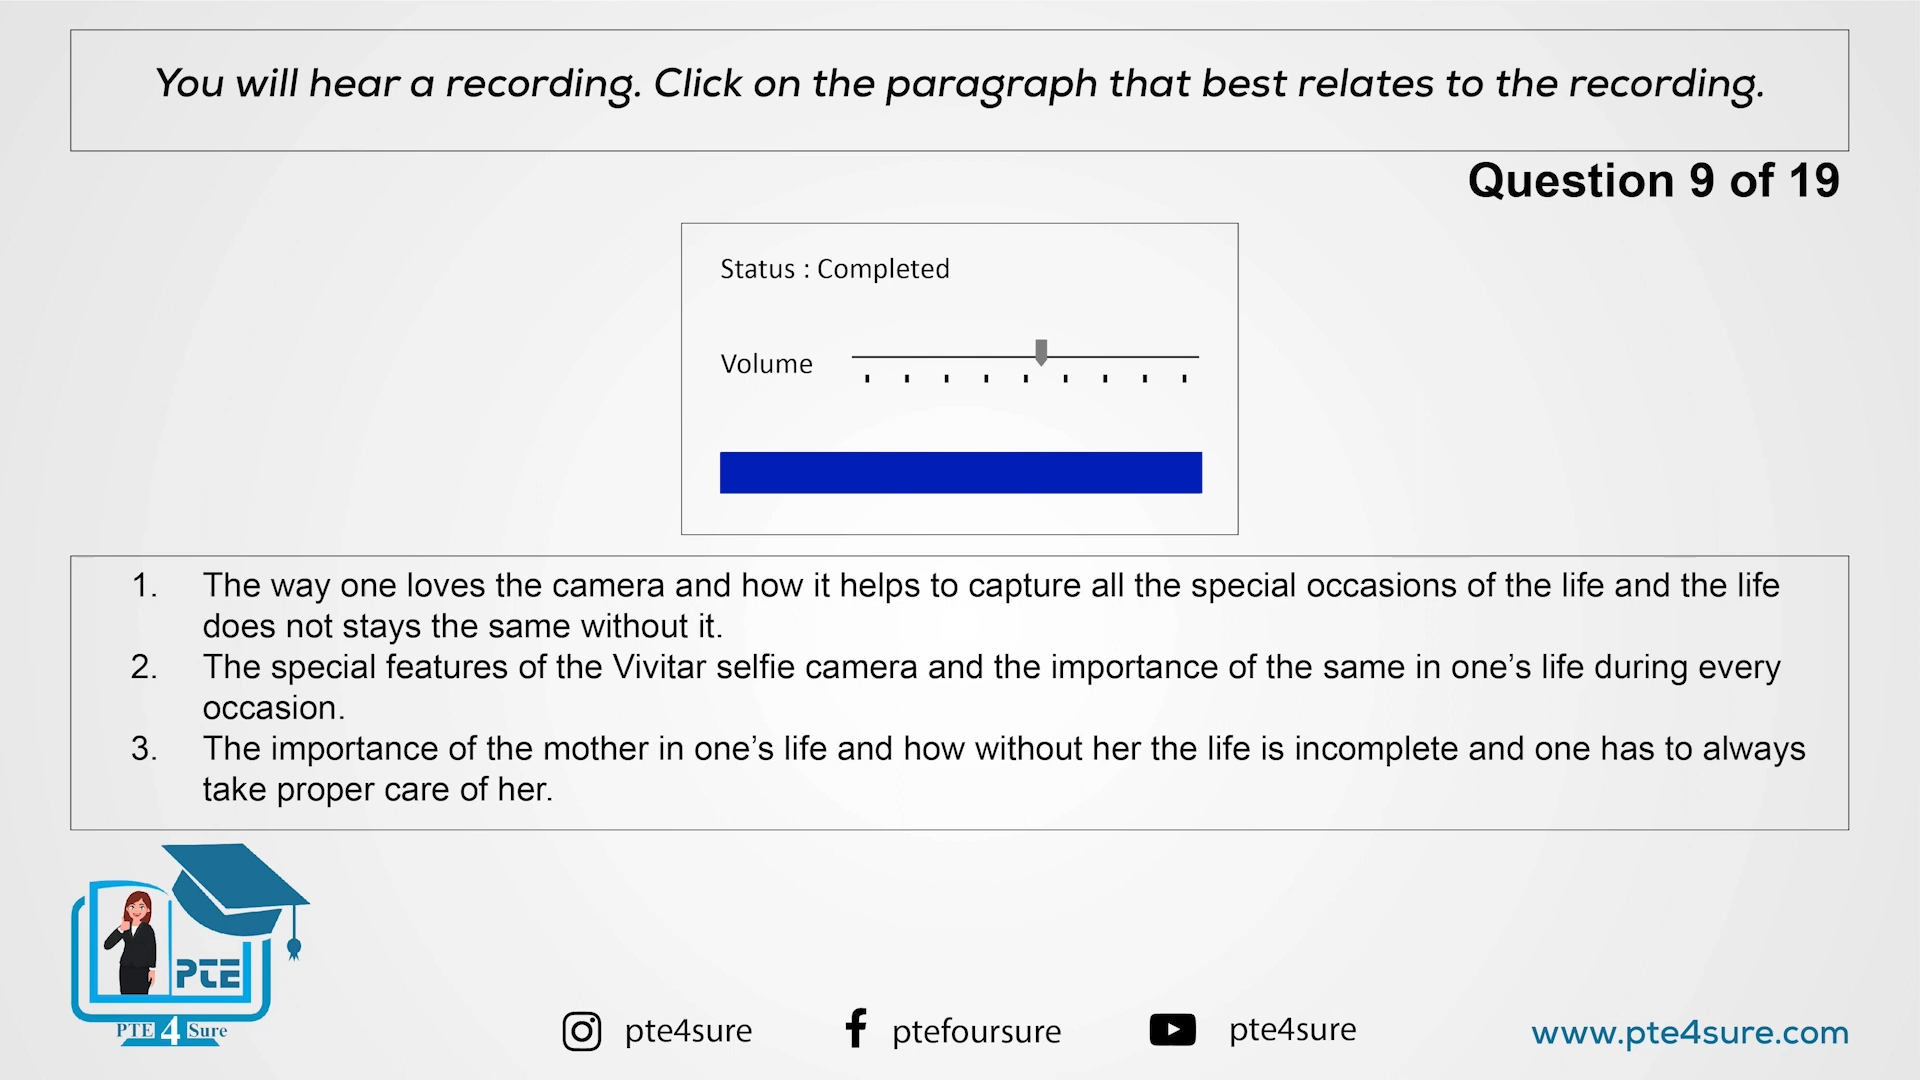 You will hear a recording. Click on the paragraph that best relates to the recording.
Question 9 of 19
Status : Completed
Volume
1. The way one loves the camera and how it helps to capture all the special occasions of the life and the life
does not stays the same without it.
2. The special features of the Vivitar selfie camera and the importance of the same in one’s life during every
occasion.
3. The importance of the mother in one’s life and how without her the life is incomplete and one has to always
take proper care of her.
PTE
PTE 4 Sure
pte4sure
ptefoursure
pte4sure
www.pte4sure.com